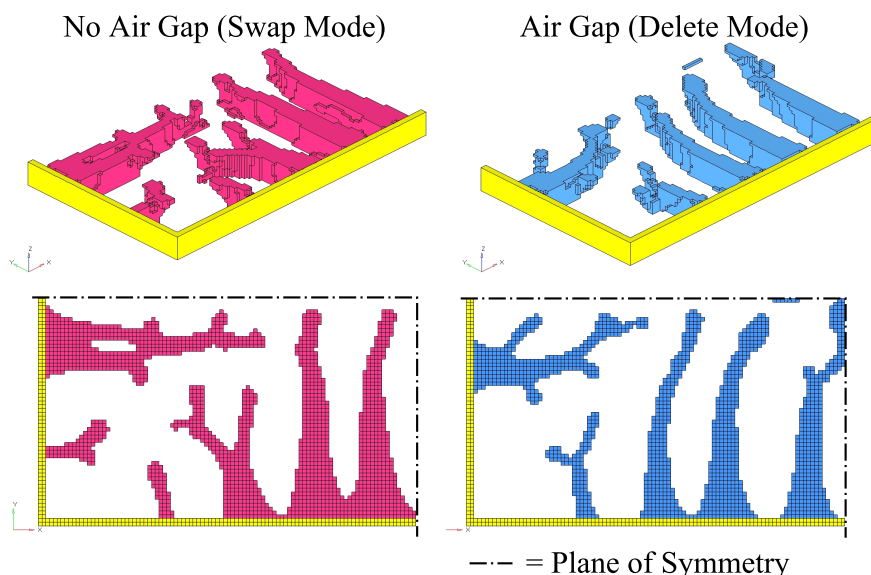 No Air Gap (Swap Mode)
Air Gap (Delete Mode)
Z
Y
X
Z
Y
X
Y
X
X
= Plane of Symmetry